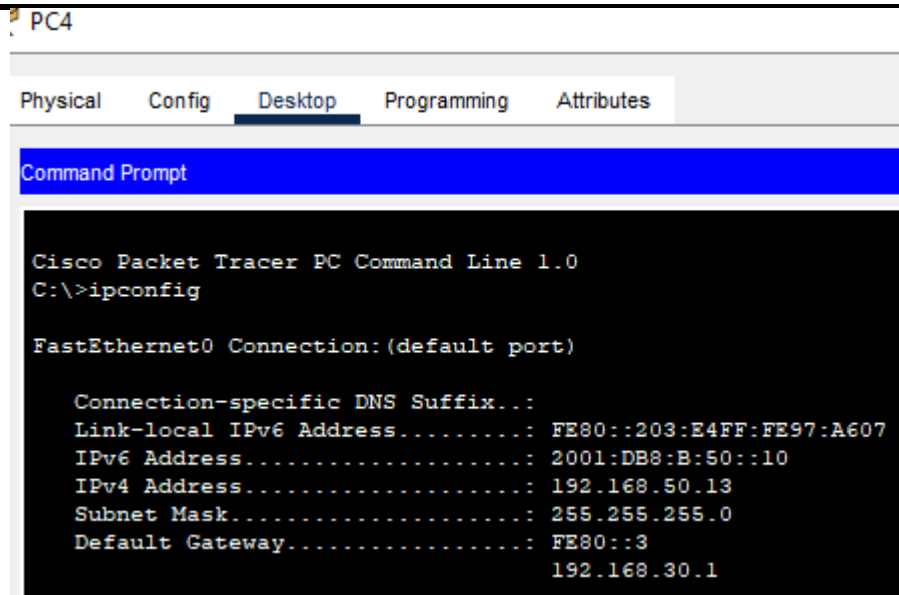 PC4
Physical Config Desktop Programming Attributes
Command Prompt
Cisco Packet Tracer PC Command Line 1.0
C:\>ipconfig
FastEthernet0 Connection:(default port)
Connection-specific DNS Suffix..:
Link-local IPv6 Address.........: FE80::203:E4FF:FE97:A607
IPv6 Address....................: 2001:DB8:B:50::10
IPv4 Address....................: 192.168.50.13
Subnet Mask.....................: 255.255.255.0
Default Gateway.................: FE80::3
192.168.30.1